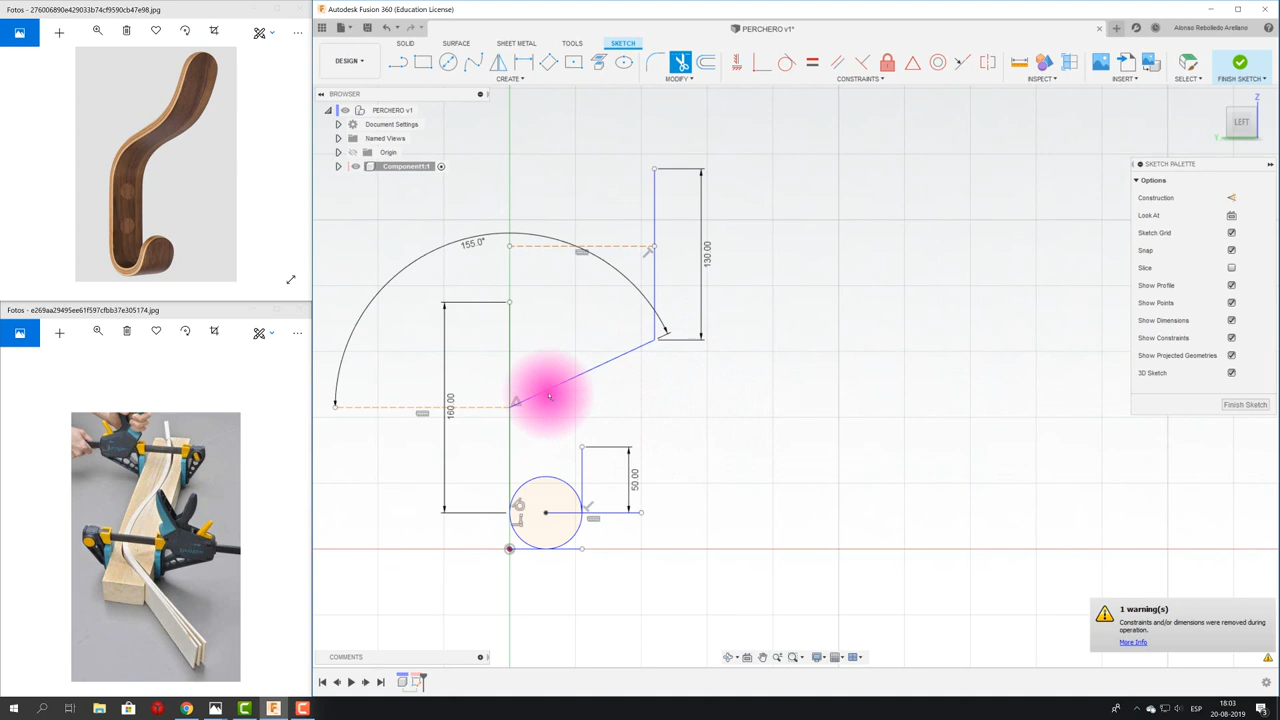 Fotos - 276006890e429033b74cf9590cb47e98.jpg
Autodesk Fusion 360 (Education License)
PERCHERO v1*
Alonso Rebolledo Arellano
SOLID SURFACE SHEET METAL TOOLS SKETCH
DESIGN
CREATE MODIFY CONSTRAINTS INSPECT INSERT SELECT FINISH SKETCH
BROWSER
PERCHERO v1
Document Settings
Named Views
Origin
Component1:1
LEFT
Z
Y
SKETCH PALETTE
Options
Construction
Look At
Sketch Grid
Snap
Slice
Show Profile
Show Points
Show Dimensions
Show Constraints
Show Projected Geometries
3D Sketch
Finish Sketch
155.0°
130.00
160.00
50.00
Fotos - e269aa29495ee61f597cfbb37e305174.jpg
1 warning(s)
Constraints and/or dimensions were removed during
operation.
More Info
COMMENTS
ESP
18:03
20-08-2019
3